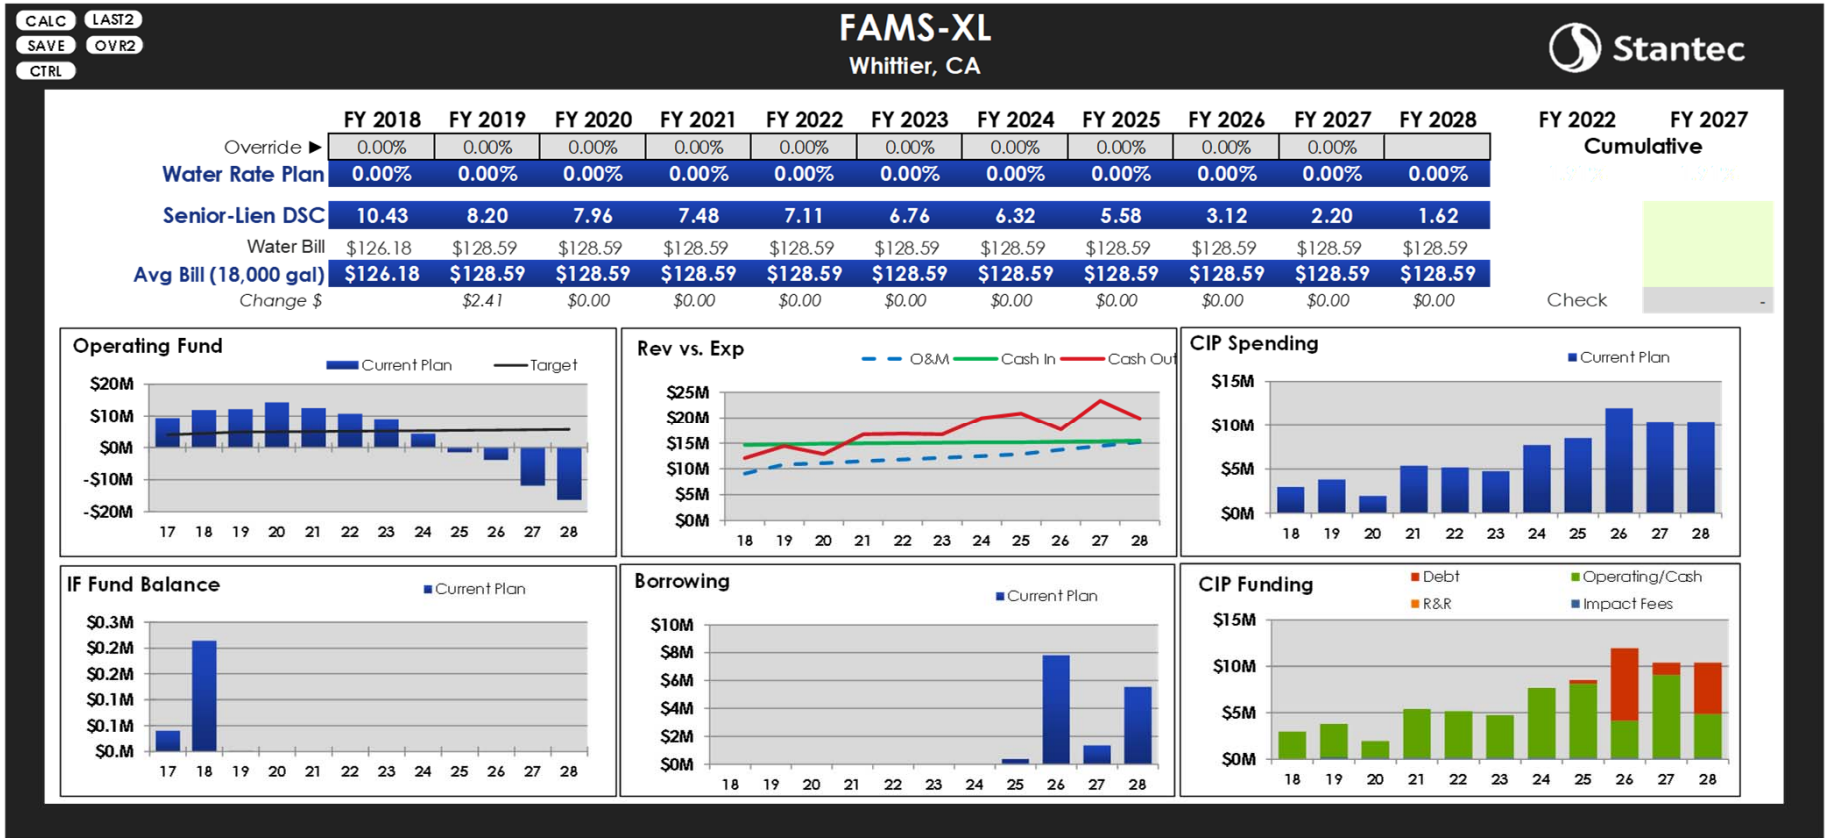 CALC LAST2
SAVE OVR2
CTRL
FAMS-XL
Whittier, CA
Stantec
FY 2018 FY 2019 FY 2020 FY 2021 FY 2022 FY 2023 FY 2024 FY 2025 FY 2026 FY 2027 FY 2028 FY 2022 FY 2027
Override ► 0.00% 0.00% 0.00% 0.00% 0.00% 0.00% 0.00% 0.00% 0.00% 0.00% Cumulative
Water Rate Plan 0.00% 0.00% 0.00% 0.00% 0.00% 0.00% 0.00% 0.00% 0.00% 0.00% 0.00%
Senior-Lien DSC 10.43 8.20 7.96 7.48 7.11 6.76 6.32 5.58 3.12 2.20 1.62
Water Bill $126.18 $128.59 $128.59 $128.59 $128.59 $128.59 $128.59 $128.59 $128.59 $128.59 $128.59
Avg Bill (18,000 gal) $126.18 $128.59 $128.59 $128.59 $128.59 $128.59 $128.59 $128.59 $128.59 $128.59 $128.59
Change $ $2.41 $0.00 $0.00 $0.00 $0.00 $0.00 $0.00 $0.00 $0.00 $0.00 Check -
Operating Fund
Current Plan Target
$20M
$10M
$0M
-$10M
-$20M
17 18 19 20 21 22 23 24 25 26 27 28
Rev vs. Exp
O&M Cash In Cash Out
$25M
$20M
$15M
$10M
$5M
$0M
18 19 20 21 22 23 24 25 26 27 28
CIP Spending
Current Plan
$15M
$10M
$5M
$0M
18 19 20 21 22 23 24 25 26 27 28
IF Fund Balance
Current Plan
$0.3M
$0.2M
$0.2M
$0.1M
$0.1M
$0.M
17 18 19 20 21 22 23 24 25 26 27 28
Borrowing
Current Plan
$10M
$8M
$6M
$4M
$2M
$0M
18 19 20 21 22 23 24 25 26 27 28
CIP Funding
Debt Operating/Cash
R&R Impact Fees
$15M
$10M
$5M
$0M
18 19 20 21 22 23 24 25 26 27 28